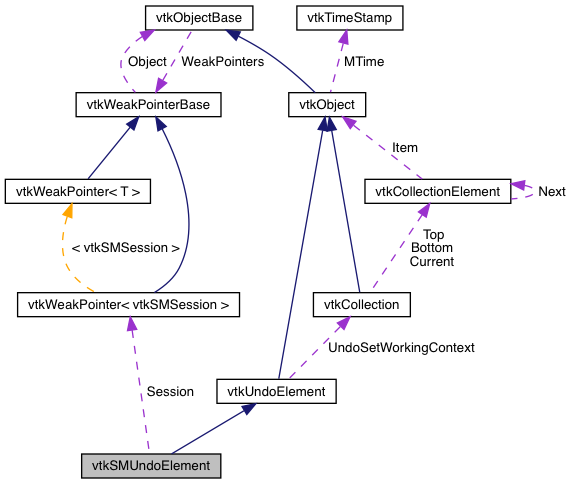 vtkObjectBase
vtkTimeStamp
Object
WeakPointers
MTime
vtkWeakPointerBase
vtkObject
Item
vtkWeakPointer< T >
vtkCollectionElement
Next
< vtkSMSession >
Top
Bottom
Current
vtkWeakPointer< vtkSMSession >
vtkCollection
UndoSetWorkingContext
Session
vtkUndoElement
vtkSMUndoElement